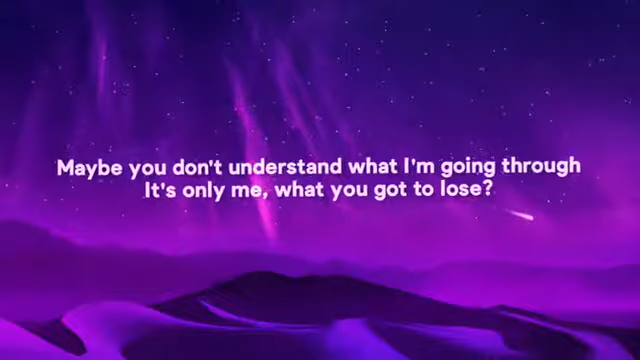 Maybe you don't understand what I'm going through
It's only me, what you got to lose?